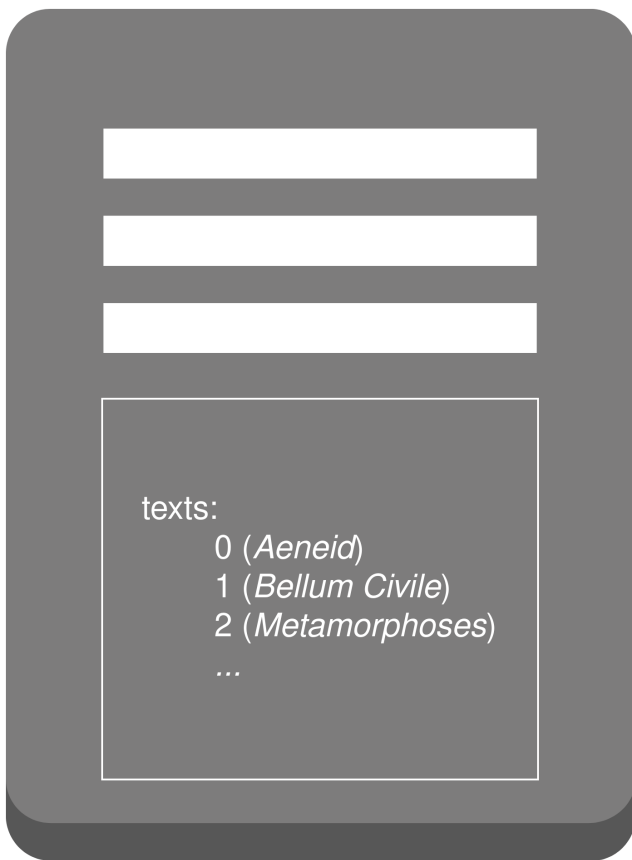 texts:
0 (Aeneid)
1 (Bellum Civile)
2 (Metamorphoses)
...